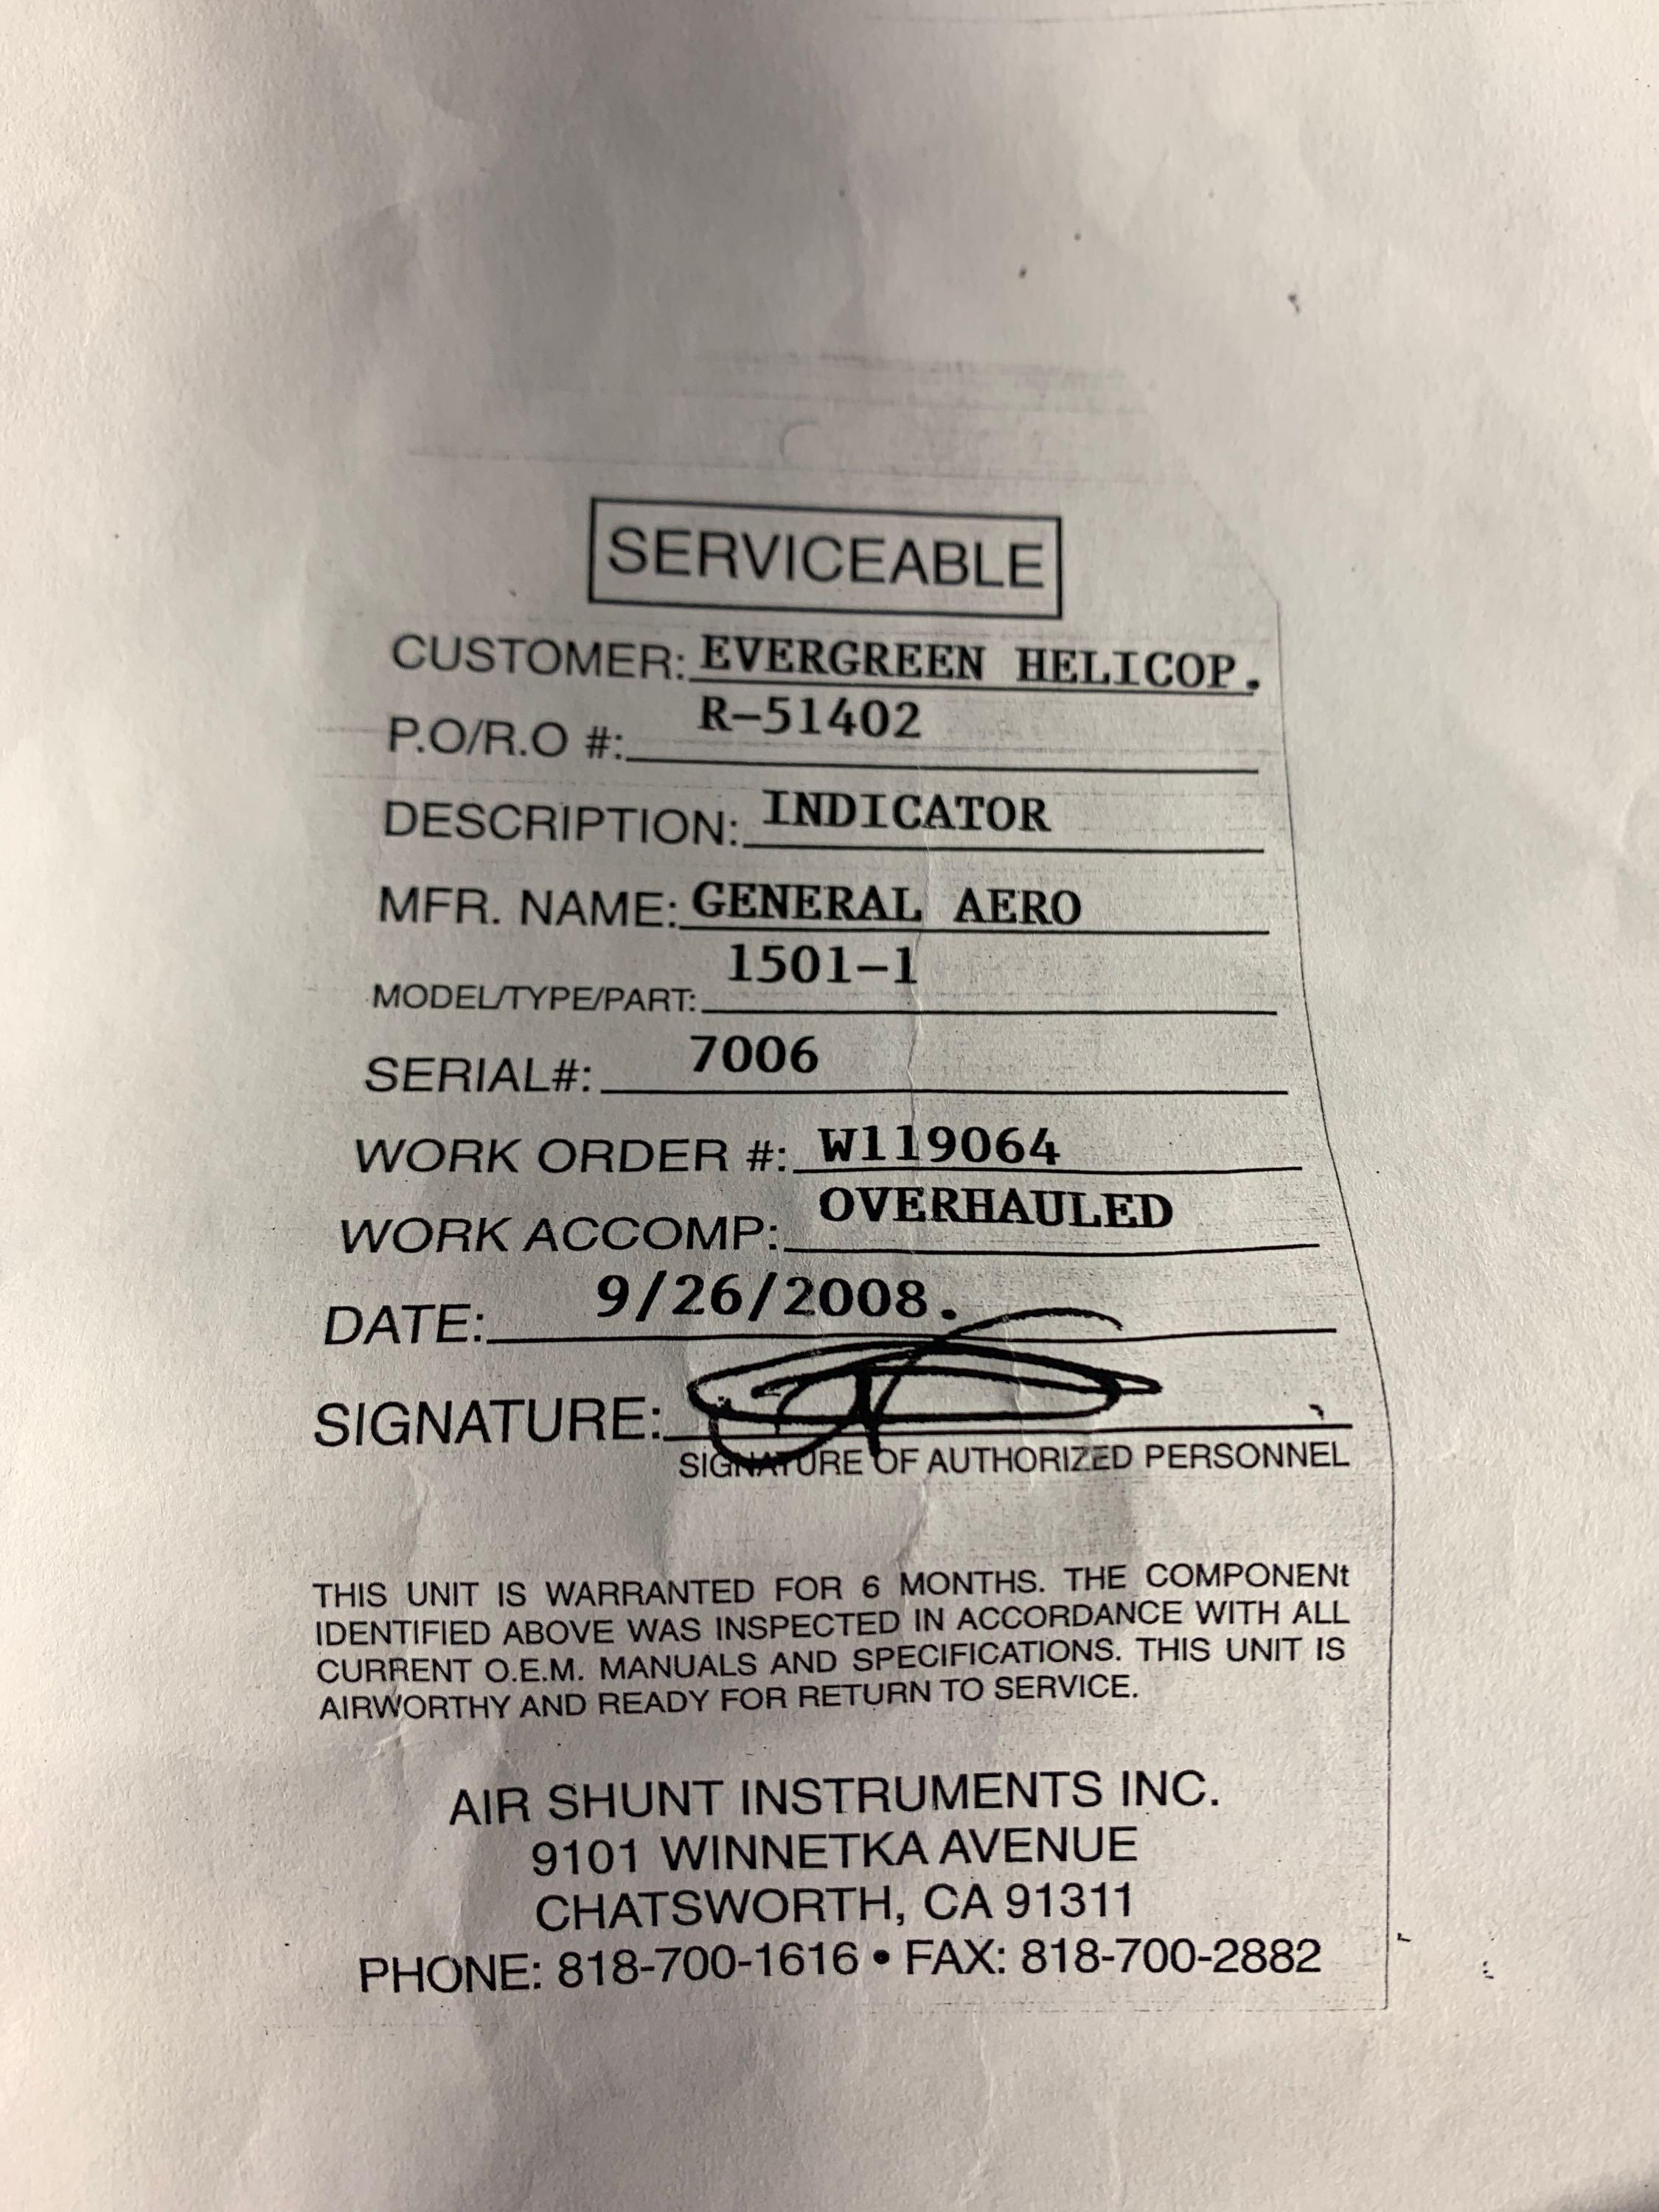 SERVICEABLE
CUSTOMER: EVERGREEN HELICOP.
P.O/R.O #: R-51402
DESCRIPTION: INDICATOR
MFR. NAME: GENERAL AERO
MODEL/TYPE/PART: 1501-1
SERIAL#: 7006
WORK ORDER #: W119064
WORK ACCOMP: OVERHAULED
DATE: 9/26/2008.
SIGNATURE:
SIGNATURE OF AUTHORIZED PERSONNEL
THIS UNIT IS WARRANTED FOR 6 MONTHS. THE COMPONENt
IDENTIFIED ABOVE WAS INSPECTED IN ACCORDANCE WITH ALL
CURRENT O.E.M. MANUALS AND SPECIFICATIONS. THIS UNIT IS
AIRWORTHY AND READY FOR RETURN TO SERVICE.
AIR SHUNT INSTRUMENTS INC.
9101 WINNETKA AVENUE
CHATSWORTH, CA 91311
PHONE: 818-700-1616 • FAX: 818-700-2882